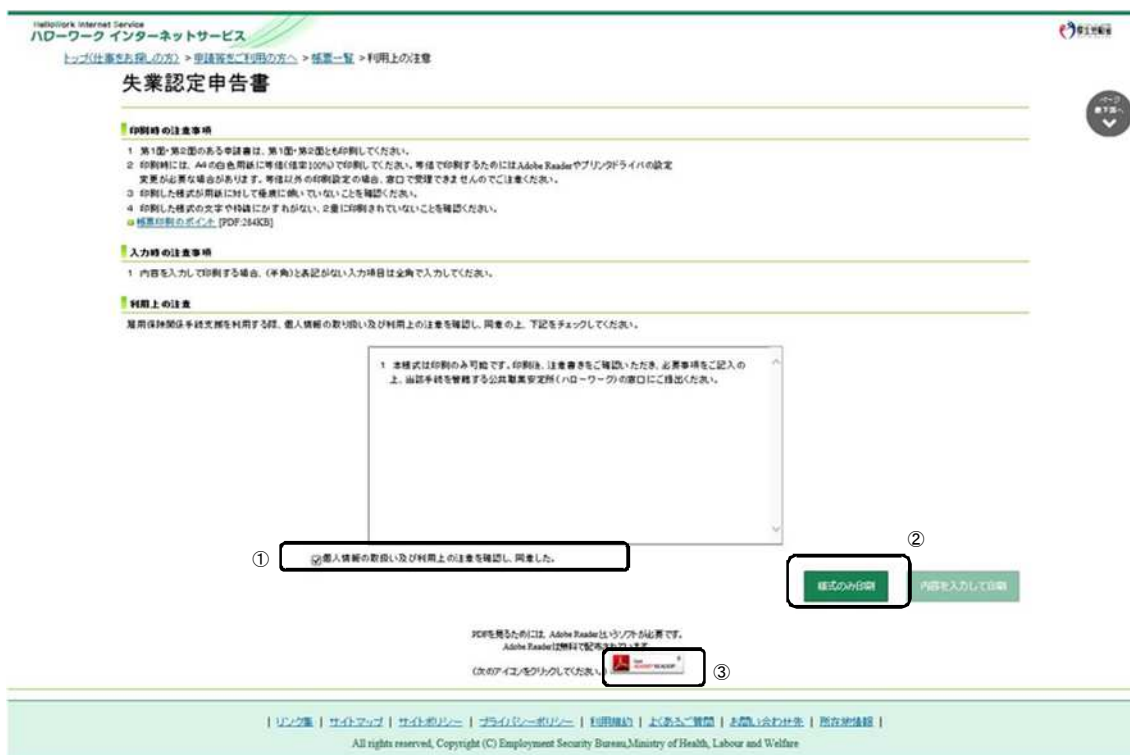 HelloWork Internet Service
ハローワーク インターネットサービス
厚生労働省
トップ(仕事をお探しの方) > 申請等をご利用の方へ > 帳票一覧 > 利用上の注意
失業認定申告書
ページ
最下部へ
印刷時の注意事項
1 第1面・第2面のある申請書は、第1面・第2面とも印刷してください。
2 印刷時には、A4の白色用紙に等倍(倍率100%)で印刷してください。等倍で印刷するためにはAdobe Readerやプリンタドライバの設定
変更が必要な場合があります。等倍以外の印刷設定の場合、窓口で受理できませんのでご注意ください。
3 印刷した様式が用紙に対して極度に傾いていないことを確認ください。
4 印刷した様式の文字や枠線にかすれがない、2重に印刷されていないことを確認ください。
帳票印刷のポイント [PDF:284KB]
入力時の注意事項
1 内容を入力して印刷する場合、(半角)と表記がない入力項目は全角で入力してください。
利用上の注意
雇用保険関係手続支援を利用する際、個人情報の取り扱い及び利用上の注意を確認し、同意の上、下記をチェックしてください。
1 本様式は印刷のみ可能です。印刷後、注意書きをご確認いただき、必要事項をご記入の
上、当該手続を管轄する公共職業安定所(ハローワーク)の窓口にご提出ください。
① 個人情報の取扱い及び利用上の注意を確認し、同意した。
②
様式のみ印刷 内容を入力して印刷
PDFを見るためには、Adobe Readerというソフトが必要です。
Adobe Readerは無料で配布されています。
(次のアイコンをクリックしてください。) ③
| リンク集 | サイトマップ | サイトポリシー | プライバシーポリシー | 利用規約 | よくあるご質問 | お問い合わせ先 | 所在地情報 |
All rights reserved, Copyright (C) Employment Security Bureau,Ministry of Health, Labour and Welfare